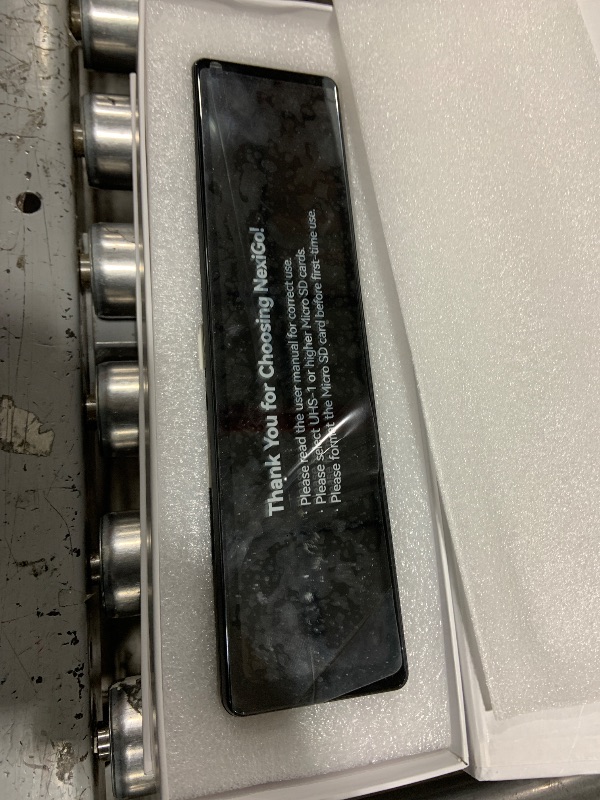 Thank You for Choosing NexiGo!
· Please read the user manual for correct use.
· Please select UHS-1 or higher Micro SD cards.
· Please format the Micro SD card before first-time use.